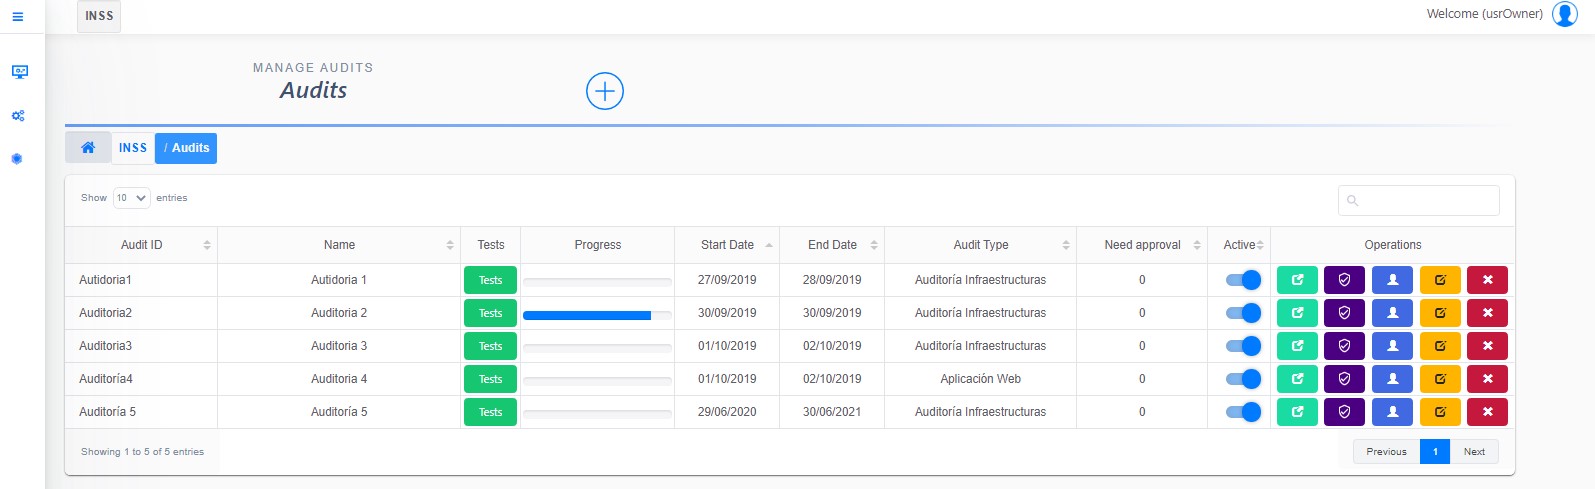 INSS
Welcome (usrOwner)
MANAGE AUDITS
Audits
INSS
/ Audits
Show 10 entries
Audit ID Name Tests Progress Start Date End Date Audit Type Need approval Active Operations
Autidoria1 Autidoria 1 Tests 27/09/2019 28/09/2019 Auditoría Infraestructuras 0
Auditoria2 Auditoria 2 Tests 30/09/2019 30/09/2019 Auditoría Infraestructuras 0
Auditoria3 Auditoria 3 Tests 01/10/2019 02/10/2019 Auditoría Infraestructuras 0
Auditoría4 Auditoria 4 Tests 01/10/2019 02/10/2019 Aplicación Web 0
Auditoría 5 Auditoría 5 Tests 29/06/2020 30/06/2021 Auditoría Infraestructuras 0
Showing 1 to 5 of 5 entries
Previous 1 Next